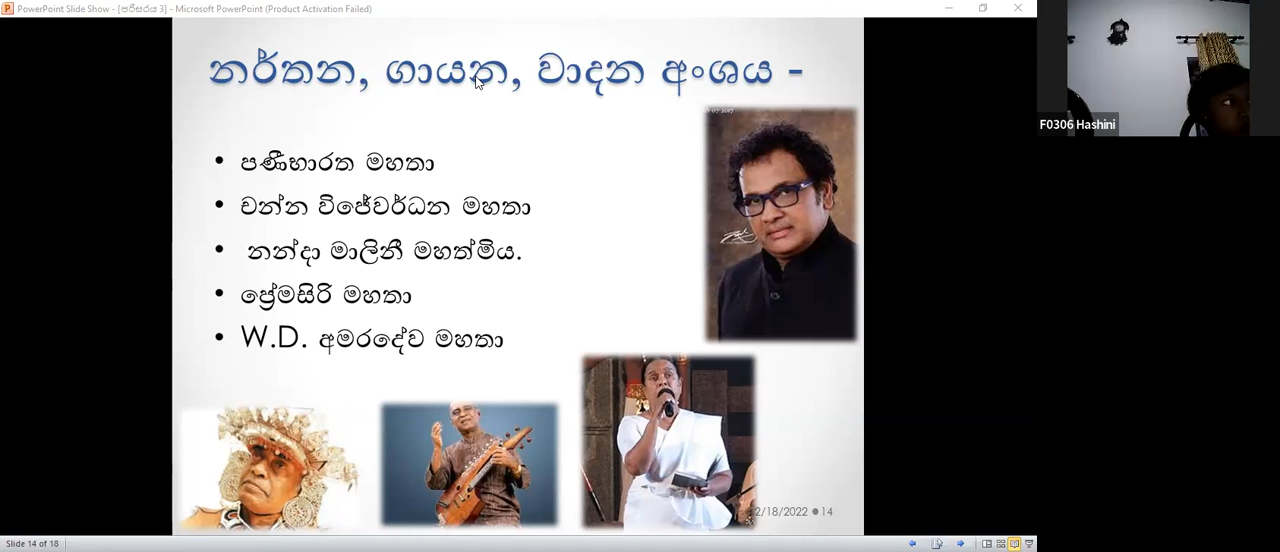 PowerPoint Slide Show - [පරිසරය 3] - Microsoft PowerPoint (Product Activation Failed)
නර්තන, ගායන, වාදන අංශය -
• පණීභාරත මහතා
• චන්න විජේවර්ධන මහතා
• නන්දා මාලිනී මහත්මිය.
• ප්‍රේමසිරි මහතා
• W.D. අමරදේව මහතා
F0306 Hashini
2/18/2022 14
Slide 14 of 18